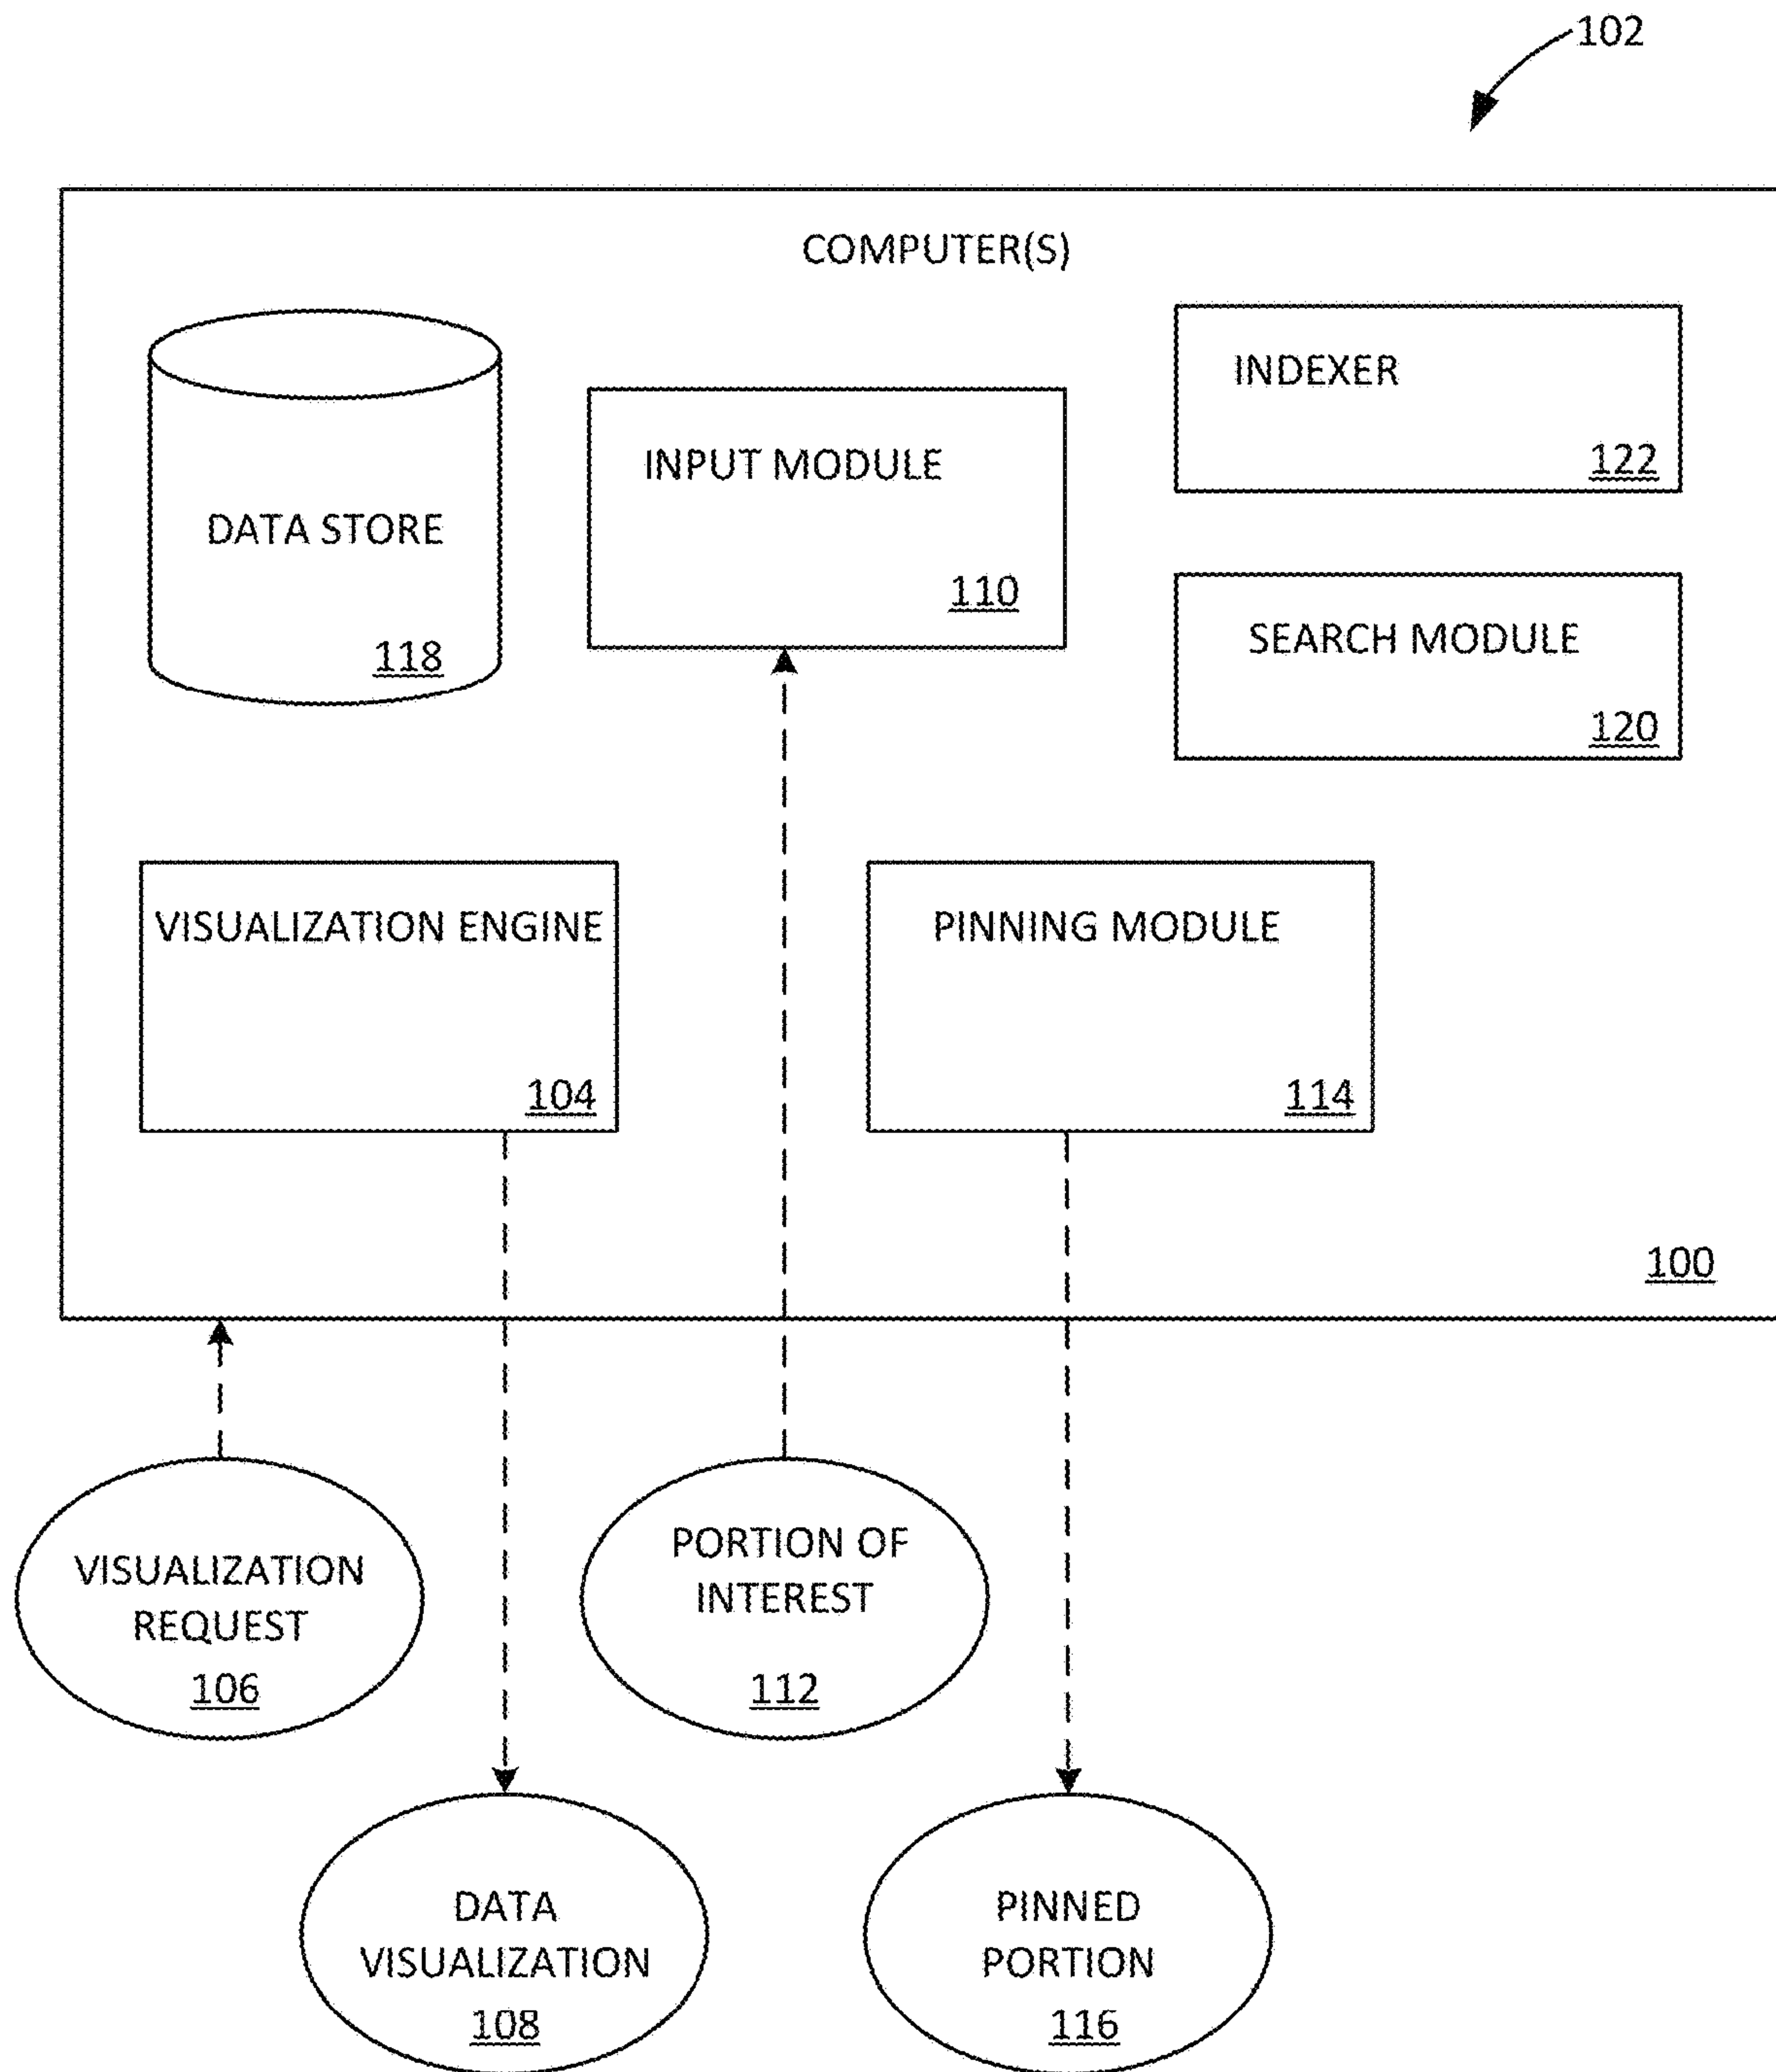 102
COMPUTER(S)
DATA STORE
118
INPUT MODULE
110
INDEXER
122
SEARCH MODULE
120
VISUALIZATION ENGINE
104
PINNING MODULE
114
100
VISUALIZATION
REQUEST
106
PORTION OF
INTEREST
112
DATA
VISUALIZATION
108
PINNED
PORTION
116